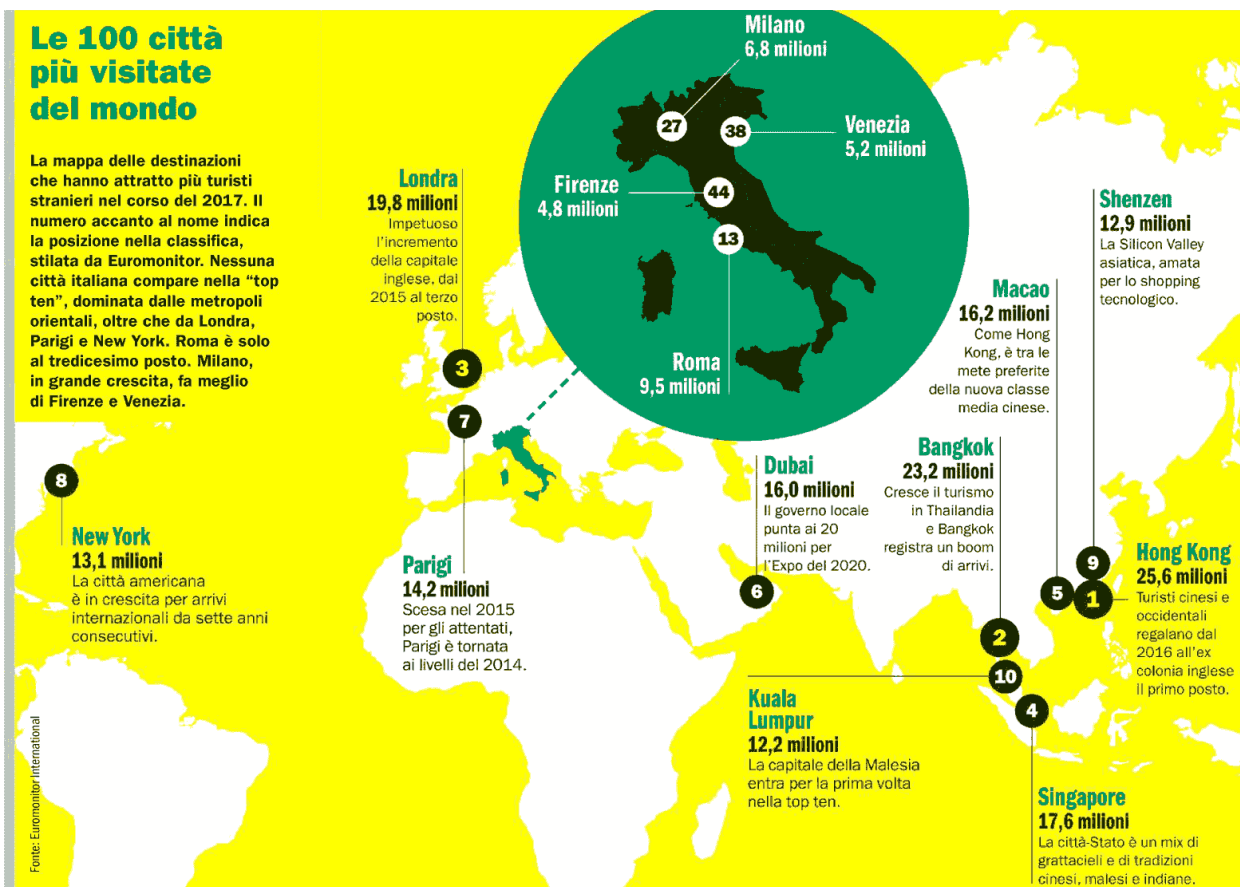 Le 100 città
più visitate
del mondo
La mappa delle destinazioni
che hanno attratto più turisti
stranieri nel corso del 2017. Il
numero accanto al nome indica
la posizione nella classifica,
stilata da Euromonitor. Nessuna
città italiana compare nella “top
ten”, dominata dalle metropoli
orientali, oltre che da Londra,
Parigi e New York. Roma è solo
al tredicesimo posto. Milano,
in grande crescita, fa meglio
di Firenze e Venezia.
Milano
6,8 milioni
27
38
Venezia
5,2 milioni
Firenze
4,8 milioni
44
13
Roma
9,5 milioni
Londra
19,8 milioni
Impetuoso
l’incremento
della capitale
inglese, dal
2015 al terzo
posto.
3
7
Parigi
14,2 milioni
Scesa nel 2015
per gli attentati,
Parigi è tornata
ai livelli del 2014.
8
New York
13,1 milioni
La città americana
è in crescita per arrivi
internazionali da sette anni
consecutivi.
Dubai
16,0 milioni
Il governo locale
punta ai 20
milioni per
l’Expo del 2020.
6
Bangkok
23,2 milioni
Cresce il turismo
in Thailandia
e Bangkok
registra un boom
di arrivi.
2
Macao
16,2 milioni
Come Hong
Kong, è tra le
mete preferite
della nuova classe
media cinese.
5
Shenzen
12,9 milioni
La Silicon Valley
asiatica, amata
per lo shopping
tecnologico.
9
1
Hong Kong
25,6 milioni
Turisti cinesi e
occidentali
regalano dal
2016 all’ex
colonia inglese
il primo posto.
10
Kuala
Lumpur
12,2 milioni
La capitale della Malesia
entra per la prima volta
nella top ten.
4
Singapore
17,6 milioni
La città-Stato è un mix di
grattacieli e di tradizioni
cinesi, malesi e indiane.
Fonte: Euromonitor International